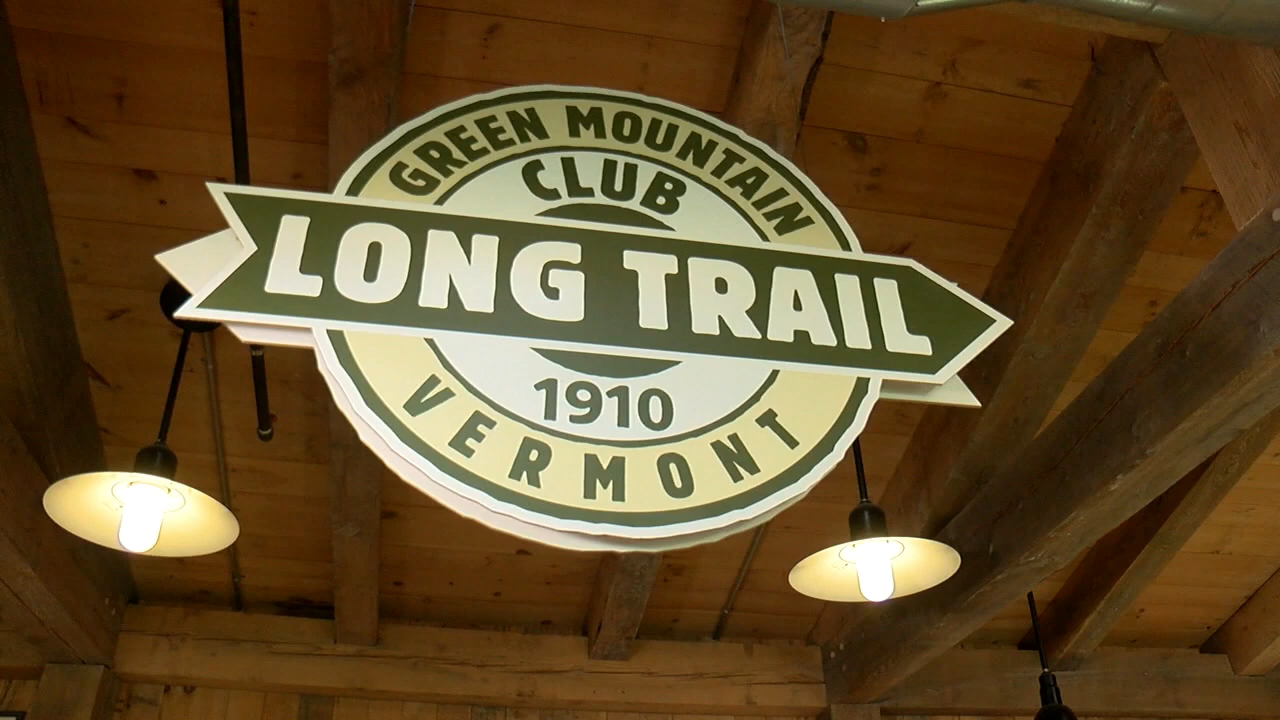 GREEN MOUNTAIN
CLUB
LONG TRAIL
1910
VERMONT